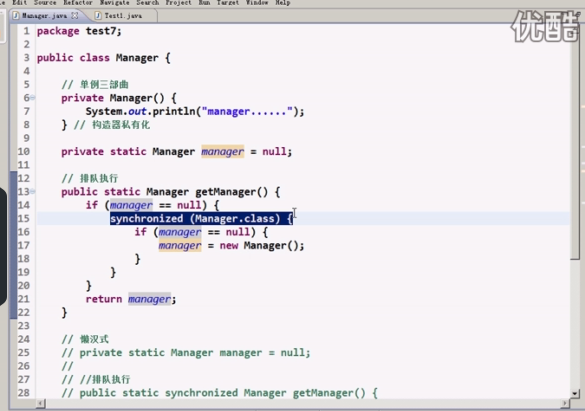 Edit Source Refactor Navigate Search Project Run Target Window Help
Manager.java Test1.java
优酷
1 package test7;
2
3 public class Manager {
4
5 // 单例三部曲
6 private Manager() {
7 System.out.println("manager......");
8 } // 构造器私有化
9
10 private static Manager manager = null;
11
12 // 排队执行
13 public static Manager getManager() {
14 if (manager == null) {
15 synchronized (Manager.class) {
16 if (manager == null) {
17 manager = new Manager();
18 }
19 }
20 }
21 return manager;
22 }
23
24 // 懒汉式
25 // private static Manager manager = null;
26 //
27 // //排队执行
28 // public static synchronized Manager getManager() {